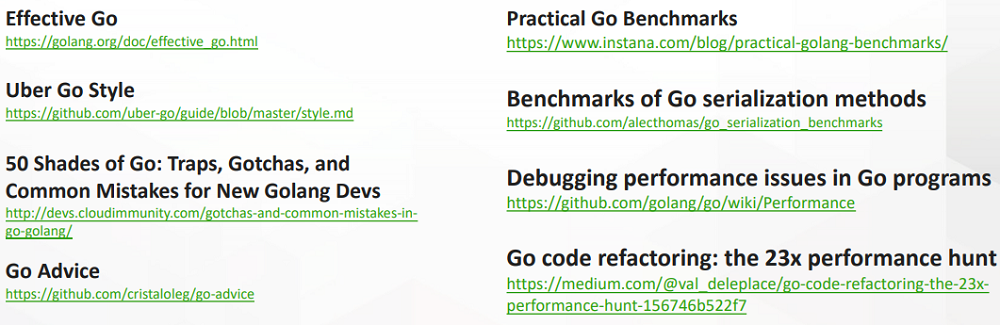 Effective Go
https://golang.org/doc/effective_go.html
Uber Go Style
https://github.com/uber-go/guide/blob/master/style.md
50 Shades of Go: Traps, Gotchas, and
Common Mistakes for New Golang Devs
http://devs.cloudimmunity.com/gotchas-and-common-mistakes-in-
go-golang/
Go Advice
https://github.com/cristaloleg/go-advice
Practical Go Benchmarks
https://www.instana.com/blog/practical-golang-benchmarks/
Benchmarks of Go serialization methods
https://github.com/alecthomas/go_serialization_benchmarks
Debugging performance issues in Go programs
https://github.com/golang/go/wiki/Performance
Go code refactoring: the 23x performance hunt
https://medium.com/@val_deleplace/go-code-refactoring-the-23x-
performance-hunt-156746b522f7